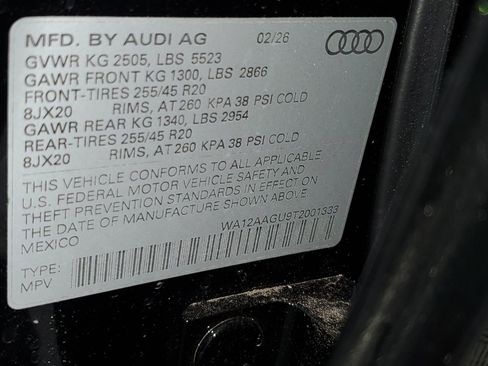 MFD. BY AUDI AG 02/26
GVWR KG 2505, LBS 5523
GAWR FRONT KG 1300, LBS 2866
FRONT-TIRES 255/45 R20
8JX20 RIMS, AT 260 KPA 38 PSI COLD
GAWR REAR KG 1340, LBS 2954
REAR-TIRES 255/45 R20
8JX20 RIMS, AT 260 KPA 38 PSI COLD
THIS VEHICLE CONFORMS TO ALL APPLICABLE
U.S. FEDERAL MOTOR VEHICLE SAFETY AND
THEFT PREVENTION STANDARDS IN EFFECT ON
THE DATE OF MANUFACTURE SHOWN ABOVE.
MEXICO
WA12AAGU9T2001333
TYPE:
MPV